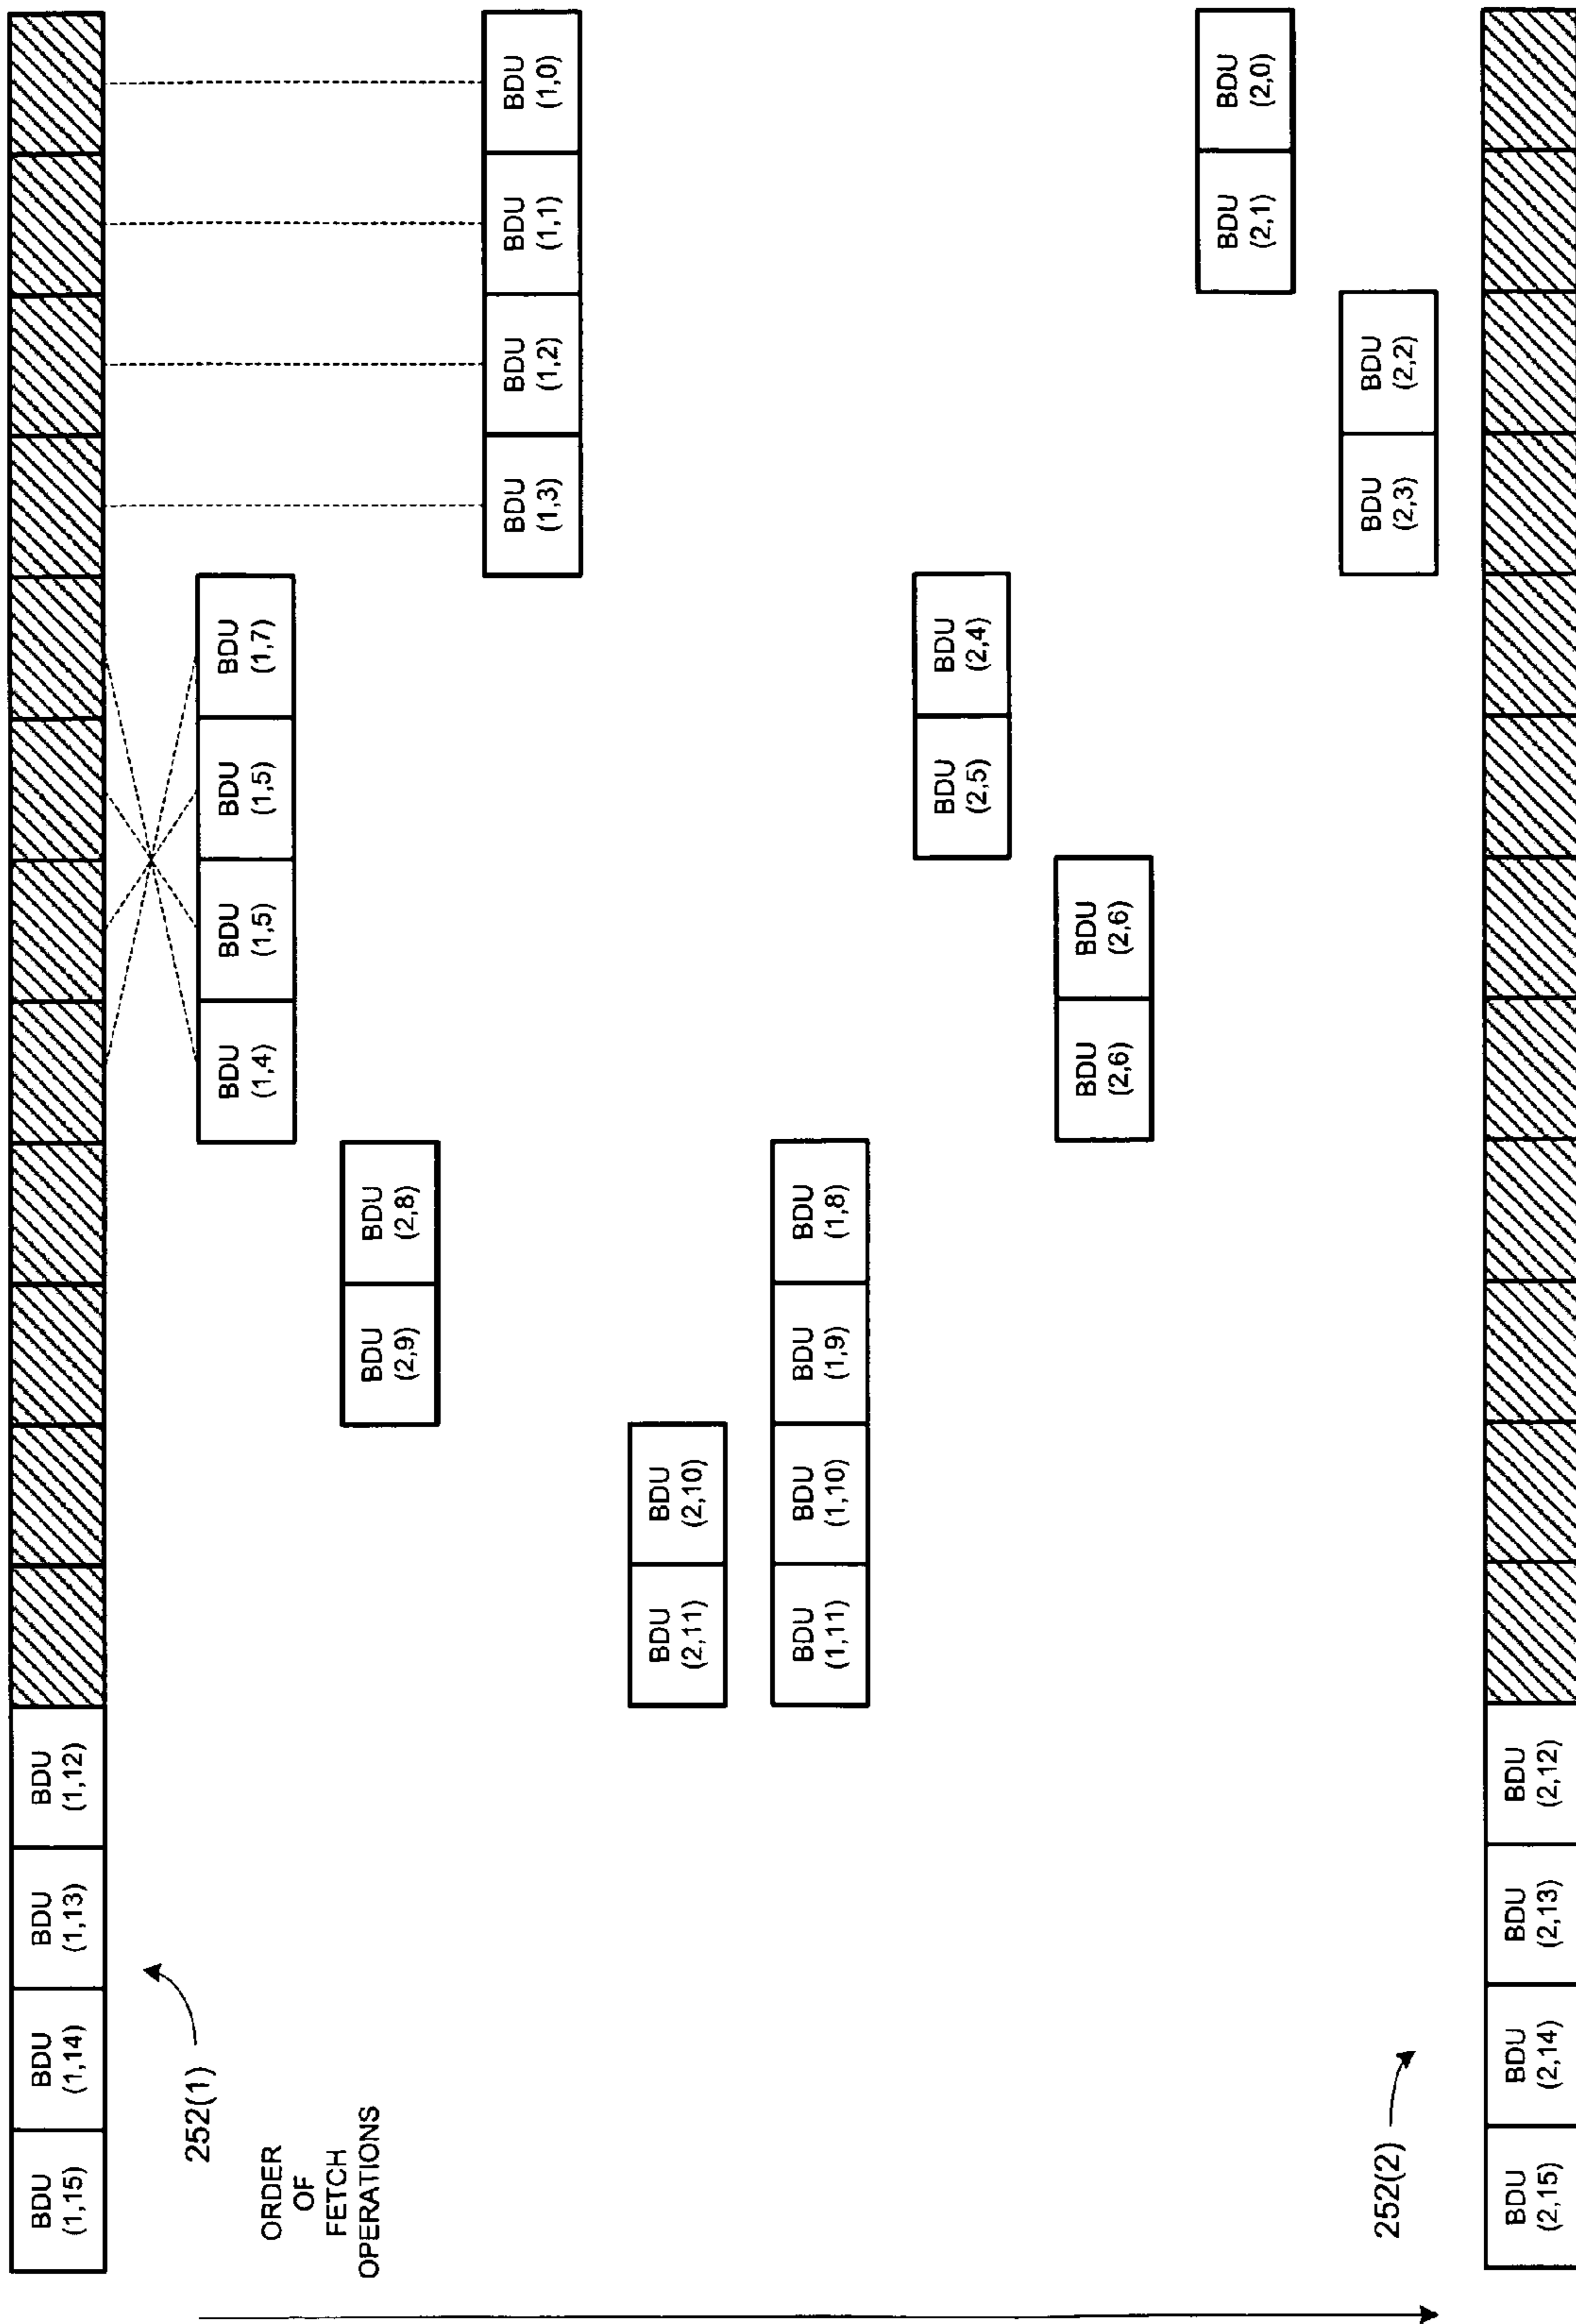 BDU
(1,15)
BDU
(1,14)
BDU
(1,13)
BDU
(1,12)
252(1)
BDU
(1,4)
BDU
(1,5)
BDU
(1,5)
BDU
(1,7)
ORDER
OF
FETCH
OPERATIONS
BDU
(2,9)
BDU
(2,8)
BDU
(1,3)
BDU
(1,2)
BDU
(1,1)
BDU
(1,0)
BDU
(2,11)
BDU
(2,10)
BDU
(1,11)
BDU
(1,10)
BDU
(1,9)
BDU
(1,8)
BDU
(2,5)
BDU
(2,4)
BDU
(2,6)
BDU
(2,6)
BDU
(2,1)
BDU
(2,0)
252(2)
BDU
(2,3)
BDU
(2,2)
BDU
(2,15)
BDU
(2,14)
BDU
(2,13)
BDU
(2,12)